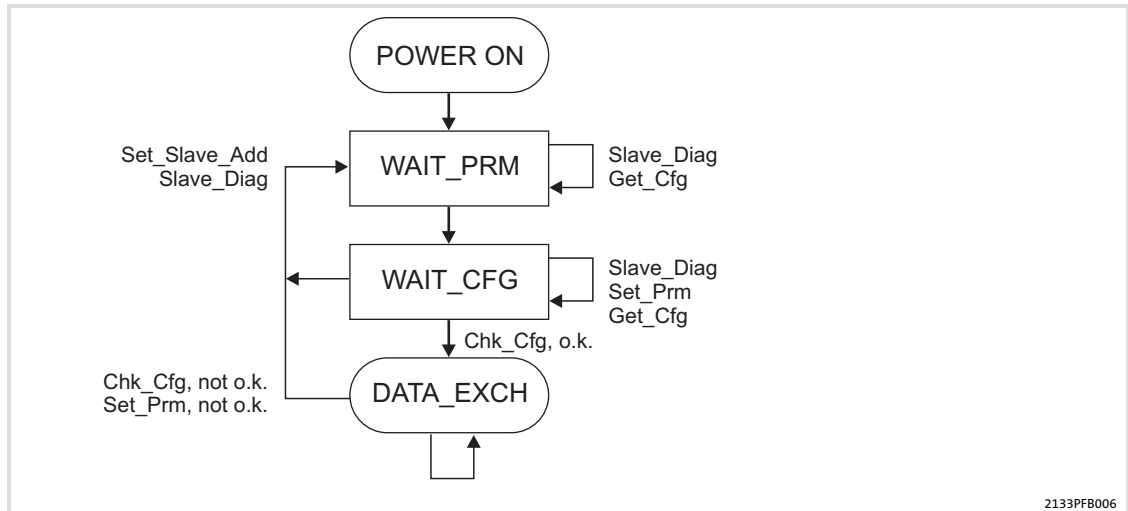 POWER ON
Set_Slave_Add
Slave_Diag
WAIT_PRM
Slave_Diag
Get_Cfg
WAIT_CFG
Slave_Diag
Set_Prm
Get_Cfg
Chk_Cfg, o.k.
Chk_Cfg, not o.k.
Set_Prm, not o.k.
DATA_EXCH
2133PFB006